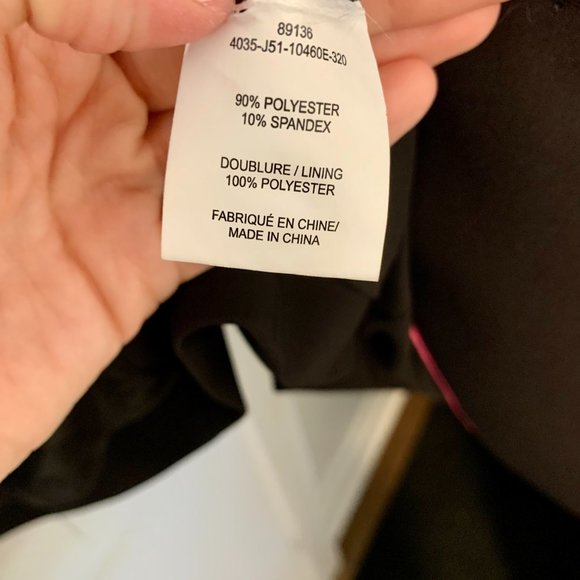 89136
4035-J51-10460E-320
90% POLYESTER
10% SPANDEX
DOUBLURE / LINING
100% POLYESTER
FABRIQUÉ EN CHINE/
MADE IN CHINA